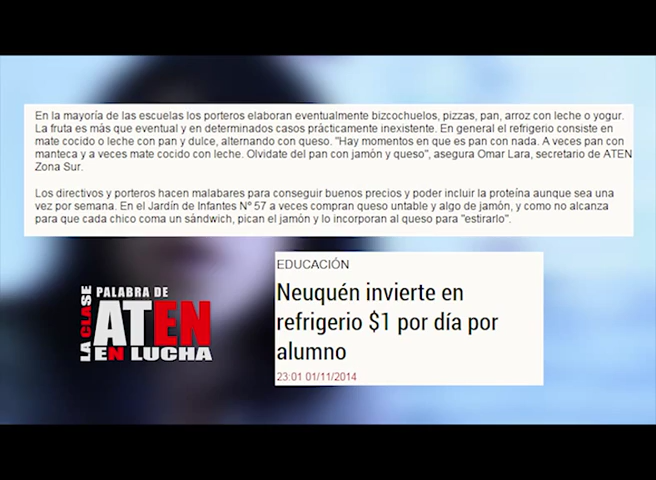 En la mayoría de las escuelas los porteros elaboran eventualmente bizcochuelos, pizzas, pan, arroz con leche o yogur.
La fruta es más que eventual y en determinados casos prácticamente inexistente. En general el refrigerio consiste en
mate cocido o leche con pan y dulce, alternando con queso. "Hay momentos en que es pan con nada. A veces pan con
manteca y a veces mate cocido con leche. Olvidate del pan con jamón y queso", asegura Omar Lara, secretario de ATEN
Zona Sur.
Los directivos y porteros hacen malabares para conseguir buenos precios y poder incluir la proteína aunque sea una
vez por semana. En el Jardín de Infantes Nº 57 a veces compran queso untable y algo de jamón, y como no alcanza
para que cada chico coma un sándwich, pican el jamón y lo incorporan al queso para "estirarlo".
EDUCACIÓN
Neuquén invierte en
refrigerio $1 por día por
alumno
23:01 01/11/2014
LA CLASE
PALABRA DE
ATEN
EN LUCHA